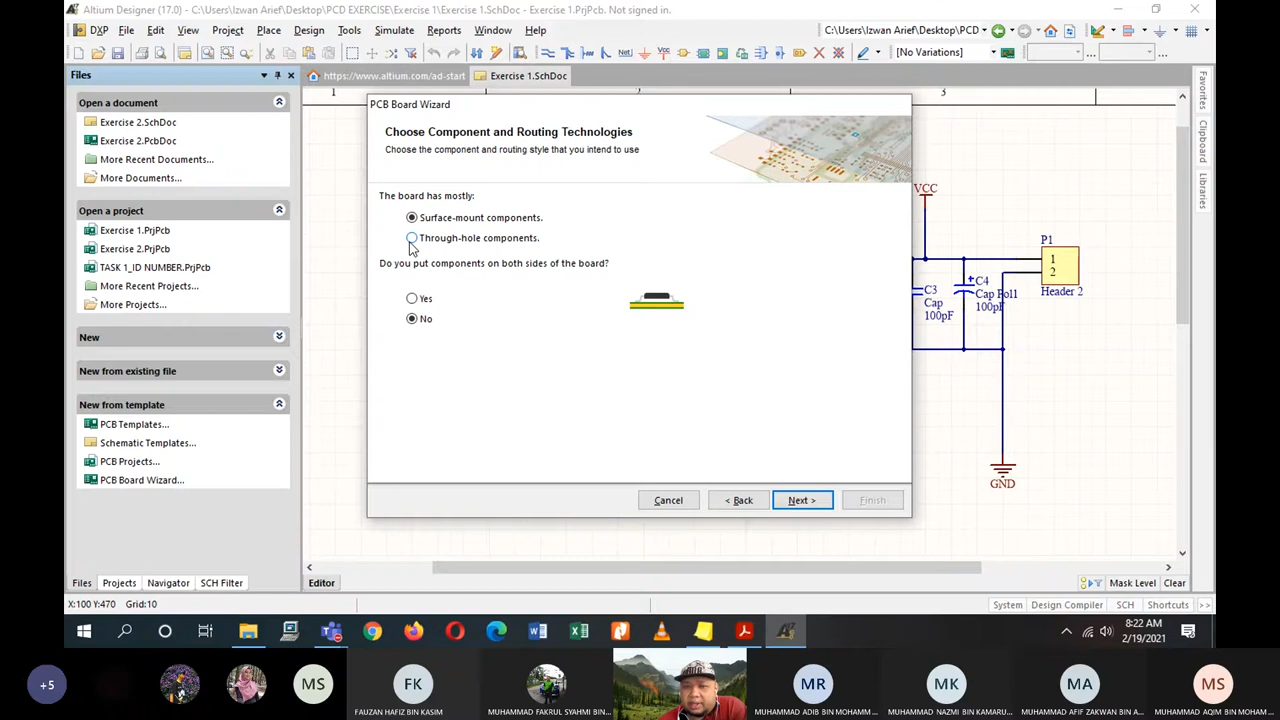 Altium Designer (17.0) - C:\Users\Izwan Arief\Desktop\PCD EXERCISE\Exercise 1\Exercise 1.SchDoc - Exercise 1.PrjPcb. Not signed in.
DXP File Edit View Project Place Design Tools Simulate Reports Window Help C:\Users\Izwan Arief\Desktop\PCD
[No Variations]
Files
https://www.altium.com/ad-start
Exercise 1.SchDoc
Favorites
Clipboard
Libraries
Open a document
Exercise 2.SchDoc
Exercise 2.PcbDoc
More Recent Documents...
More Documents...
Open a project
Exercise 1.PrjPcb
Exercise 2.PrjPcb
TASK 1_ID NUMBER.PrjPcb
More Recent Projects...
More Projects...
New
New from existing file
New from template
PCB Templates...
Schematic Templates...
PCB Projects...
PCB Board Wizard...
1
3
PCB Board Wizard
Choose Component and Routing Technologies
Choose the component and routing style that you intend to use
The board has mostly:
Surface-mount components.
Through-hole components.
Do you put components on both sides of the board?
Yes
No
Cancel
< Back
Next >
Finish
VCC
P1
1
2
Header 2
C3
Cap
100pF
C4
Cap Pol1
100pF
GND
Files Projects Navigator SCH Filter
Editor
Mask Level Clear
X:100 Y:470 Grid:10
System Design Compiler SCH Shortcuts >>
8:22 AM
2/19/2021
+5
MS
FK
FAUZAN HAFIZ BIN KASIM
MUHAMMAD FAKRUL SYAHMI BIN...
MR
MUHAMMAD ADIB BIN MOHAMM...
MK
MUHAMMAD NAZMI BIN KAMARU...
MA
MUHAMMAD AFIF ZAKWAN BIN A...
MS
MUHAMMAD AQIM BIN MOHAM...